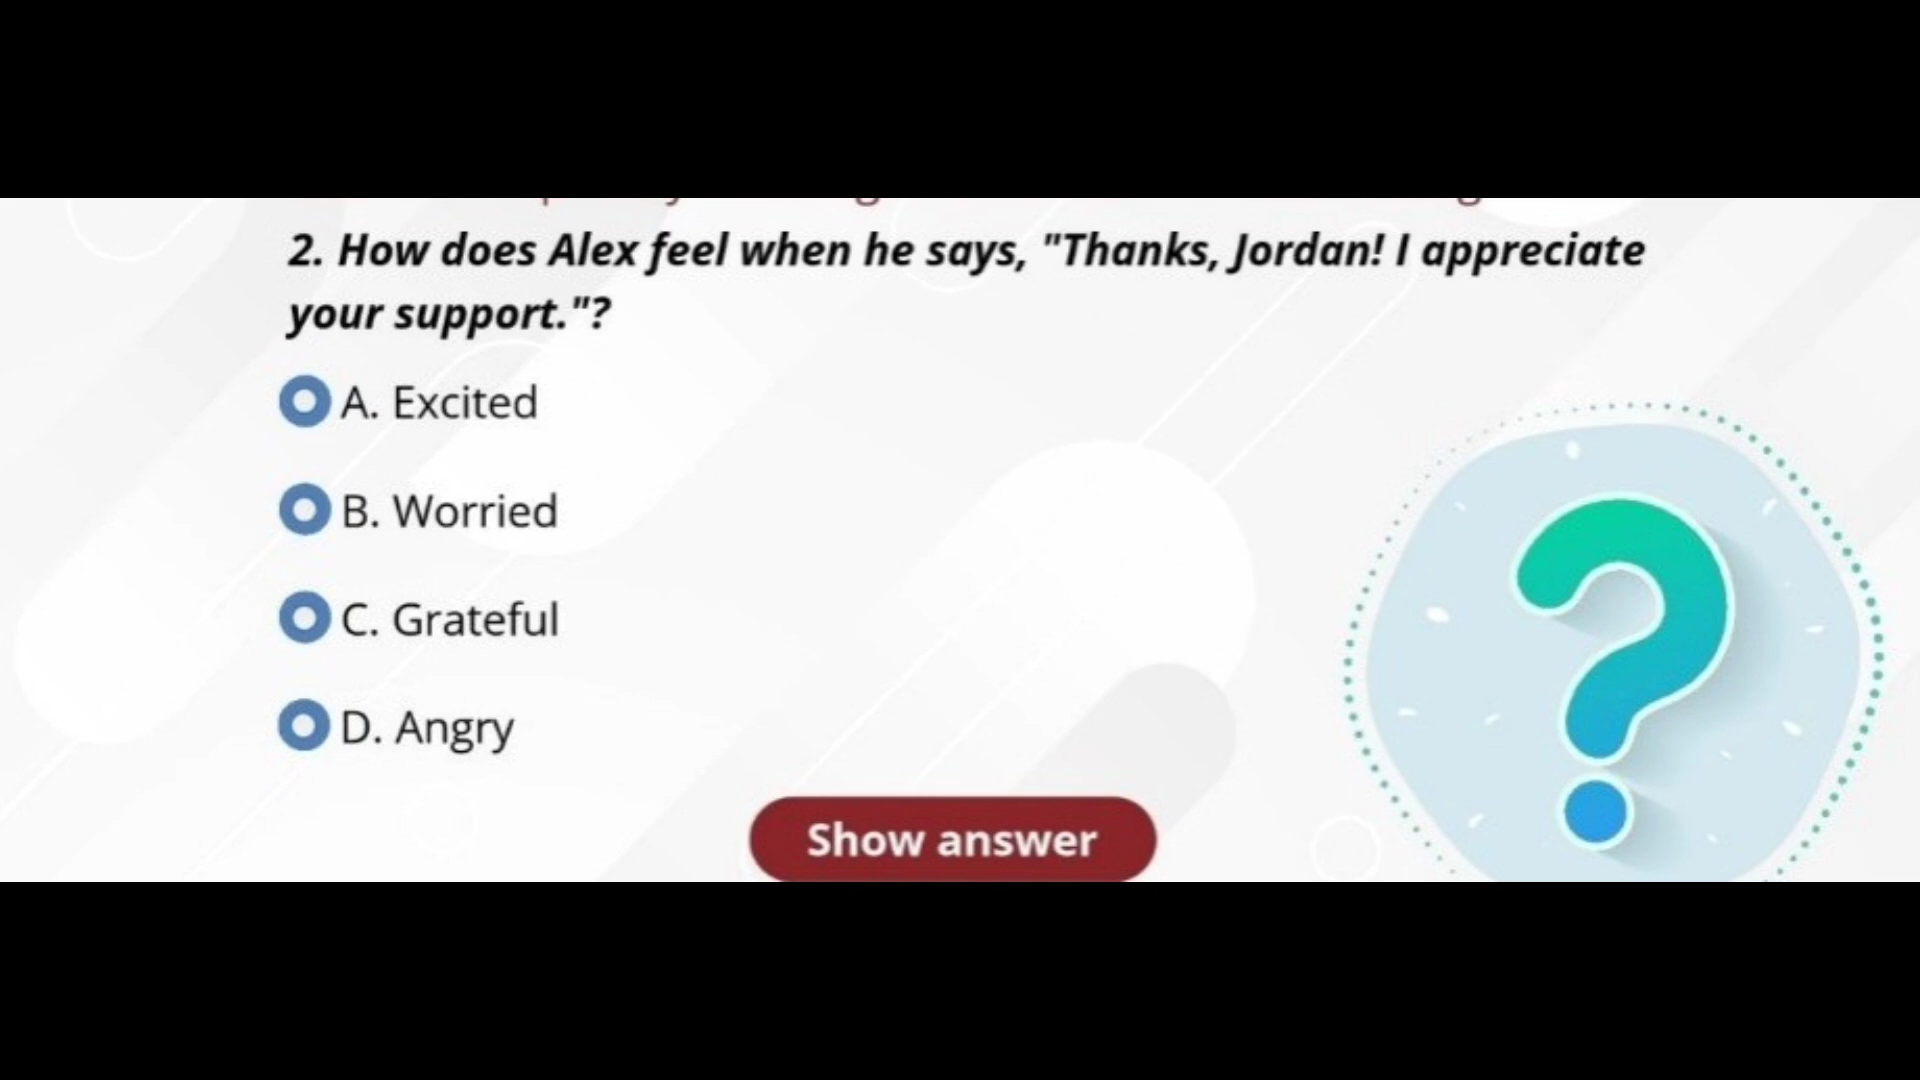 2. How does Alex feel when he says, "Thanks, Jordan! I appreciate
your support."?
A. Excited
B. Worried
C. Grateful
D. Angry
Show answer